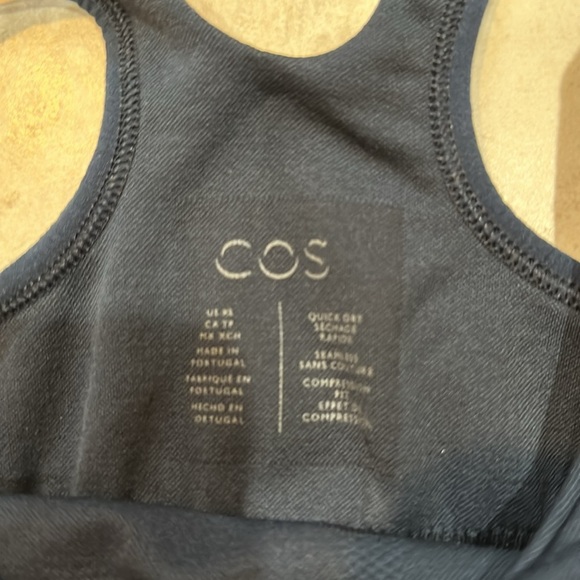 COS
US XS
CA TP
MX XCH
MADE IN
PORTUGAL
FABRIQUÉ EN
PORTUGAL
HECHO EN
PORTUGAL
QUICK DRY
SECHAGE
RAPIDE
SEAMLESS
SANS COUTURE
COMPRESSION
FIT
EFFET DE
COMPRESSION